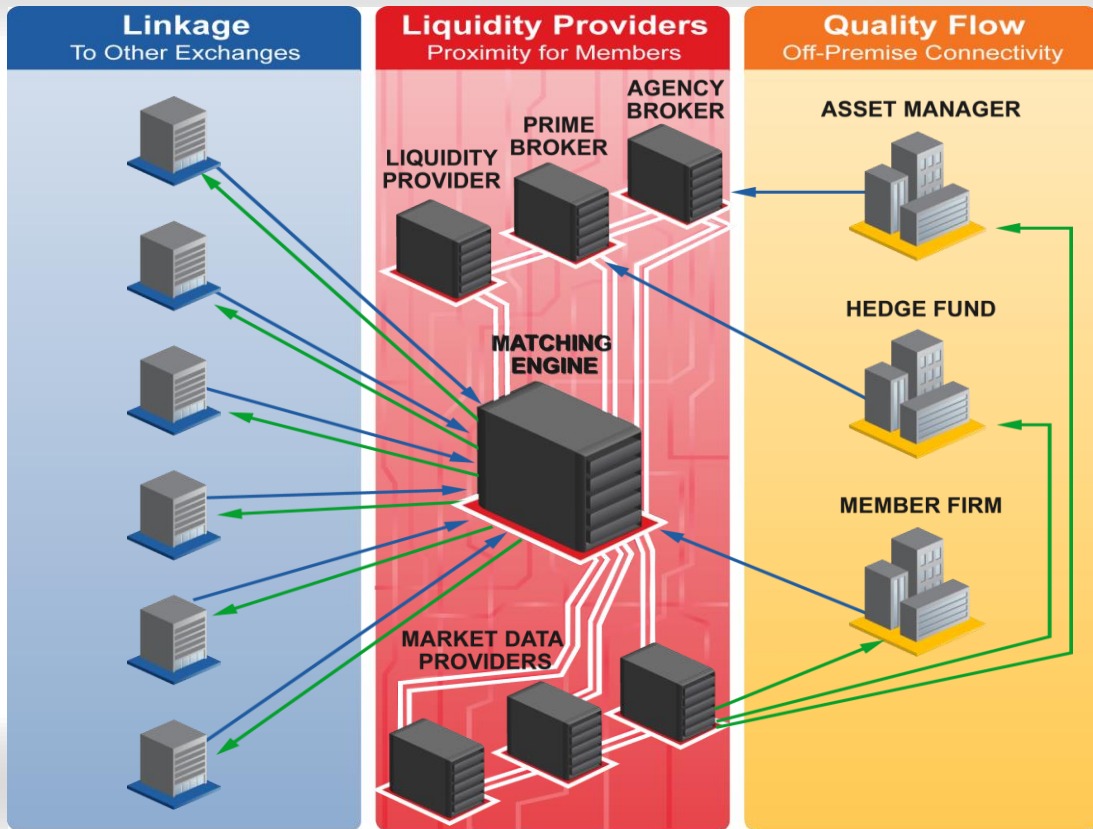 Linkage
To Other Exchanges
Liquidity Providers
Proximity for Members
Quality Flow
Off-Premise Connectivity
AGENCY
BROKER
PRIME
BROKER
LIQUIDITY
PROVIDER
MATCHING
ENGINE
MARKET DATA
PROVIDERS
ASSET MANAGER
HEDGE FUND
MEMBER FIRM